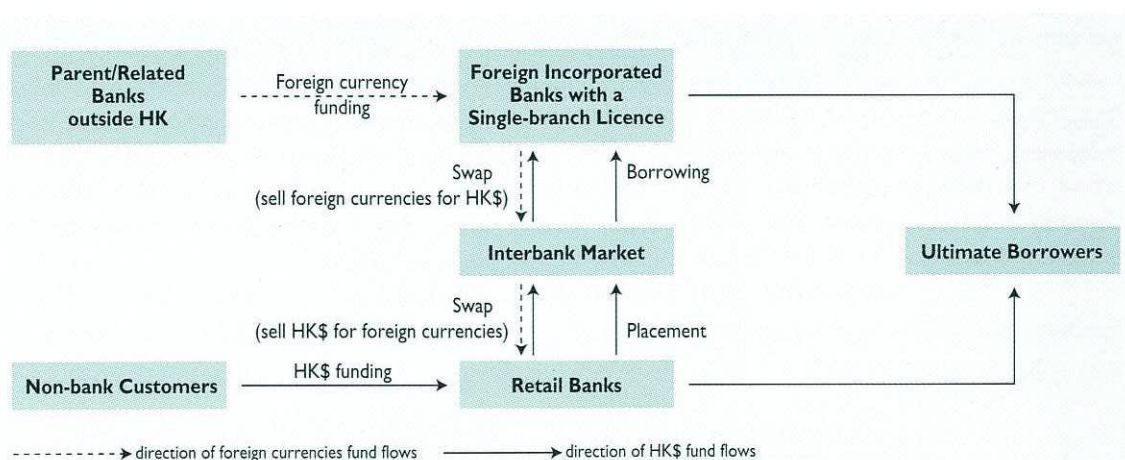 Parent/Related
Banks
outside HK
Foreign currency
funding
Foreign Incorporated
Banks with a
Single-branch Licence
Swap
(sell foreign currencies for HK$)
Borrowing
Interbank Market
Ultimate Borrowers
Swap
(sell HK$ for foreign currencies)
Placement
Non-bank Customers
HK$ funding
Retail Banks
direction of foreign currencies fund flows
direction of HK$ fund flows